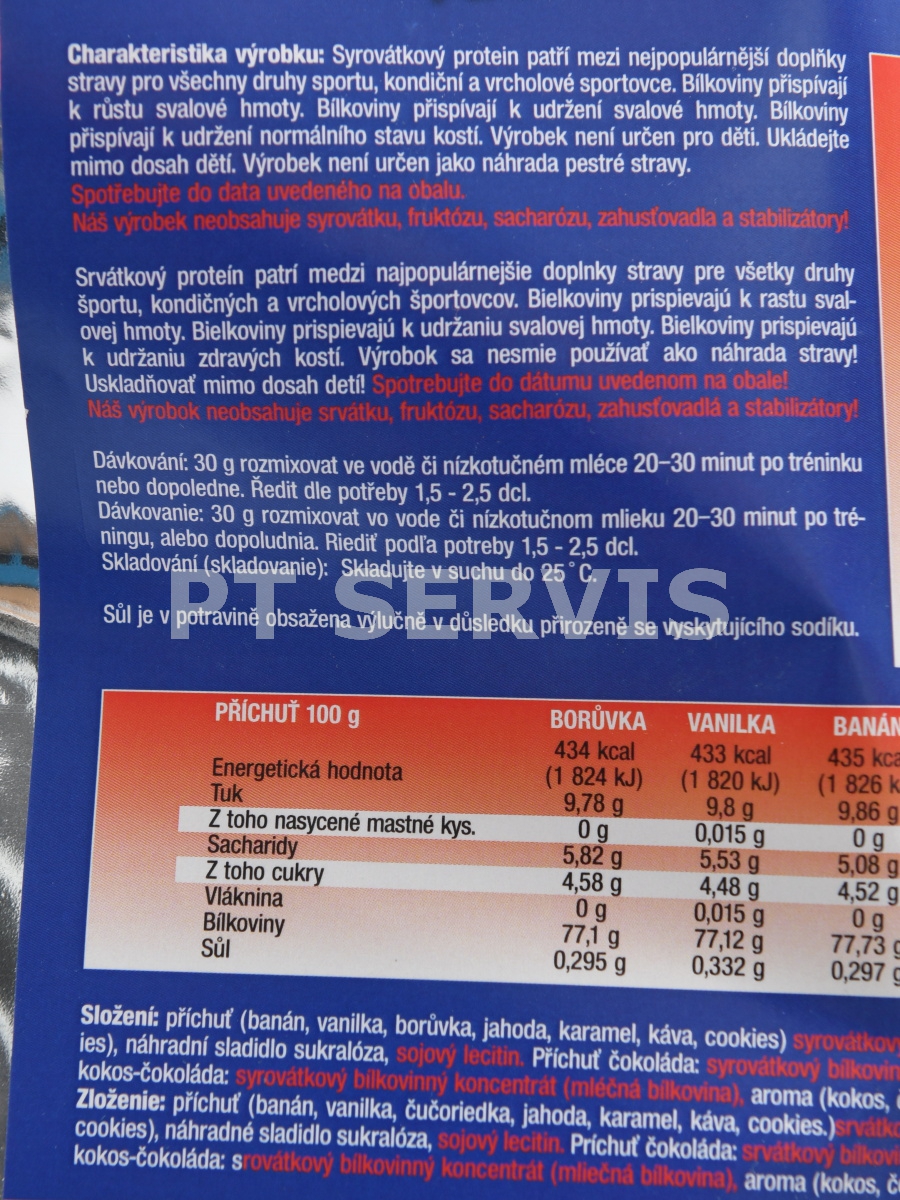 Charakteristika výrobku: Syrovátkový protein patří mezi nejpopulárnější doplňky
stravy pro všechny druhy sportu, kondiční a vrcholové sportovce. Bílkoviny přispívají
k růstu svalové hmoty. Bílkoviny přispívají k udržení svalové hmoty. Bílkoviny
přispívají k udržení normálního stavu kostí. Výrobek není určen pro děti. Ukládejte
mimo dosah dětí. Výrobek není určen jako náhrada pestré stravy.
Spotřebujte do data uvedeného na obalu.
Náš výrobek neobsahuje syrovátku, fruktózu, sacharózu, zahusťovadla a stabilizátory!
Srvátkový proteín patrí medzi najpopulárnejšie doplnky stravy pre všetky druhy
športu, kondičných a vrcholových športovcov. Bielkoviny prispievajú k rastu sval-
ovej hmoty. Bielkoviny prispievajú k udržaniu svalovej hmoty. Bielkoviny prispievajú
k udržaniu zdravých kostí. Výrobok sa nesmie používať ako náhrada stravy!
Uskladňovať mimo dosah detí! Spotrebujte do dátumu uvedenom na obale!
Náš výrobok neobsahuje srvátku, fruktózu, sacharózu, zahusťovadlá a stabilizátory!
Dávkování: 30 g rozmixovat ve vodě či nízkotučném mléce 20–30 minut po tréninku
nebo dopoledne. Ředit dle potřeby 1,5 - 2,5 dcl.
Dávkovanie: 30 g rozmixovat vo vode či nízkotučnom mlieku 20–30 minut po tré-
ningu, alebo dopoludnia. Riediť podľa potreby 1,5 - 2,5 dcl.
Skladování (skladovanie): Skladujte v suchu do 25°C.
PT SERVIS
Sůl je v potravině obsažena výlučně v důsledku přirozeně se vyskytujícího sodíku.
PŘÍCHUŤ 100 g BORŮVKA VANILKA BANÁN
Energetická hodnota 434 kcal 433 kcal 435 kca
(1 824 kJ) (1 820 kJ) (1 826 k
Tuk 9,78 g 9,8 g 9,86 g
Z toho nasycené mastné kys. 0 g 0,015 g 0 g
Sacharidy 5,82 g 5,53 g 5,08 g
Z toho cukry 4,58 g 4,48 g 4,52 g
Vláknina 0 g 0,015 g 0 g
Bílkoviny 77,1 g 77,12 g 77,73 g
Sůl 0,295 g 0,332 g 0,297 g
Složení: příchuť (banán, vanilka, borůvka, jahoda, karamel, káva, cookies) syrovátkový
ies), náhradní sladidlo sukralóza, sojový lecitin. Příchuť čokoláda: syrovátkový bílkovin
kokos-čokoláda: syrovátkový bílkovinný koncentrát (mléčná bílkovina), aroma (kokos,
Zloženie: příchuť (banán, vanilka, čučoriedka, jahoda, karamel, káva, cookies.)srvátko
cookies), náhradné sladidlo sukralóza, sojový lecitin. Príchuť čokoláda: srvátkový bílkovi
kokos-čokoláda: srovátkový bílkovinný koncentrát (mliečná bílkovina), aroma (kokos, č